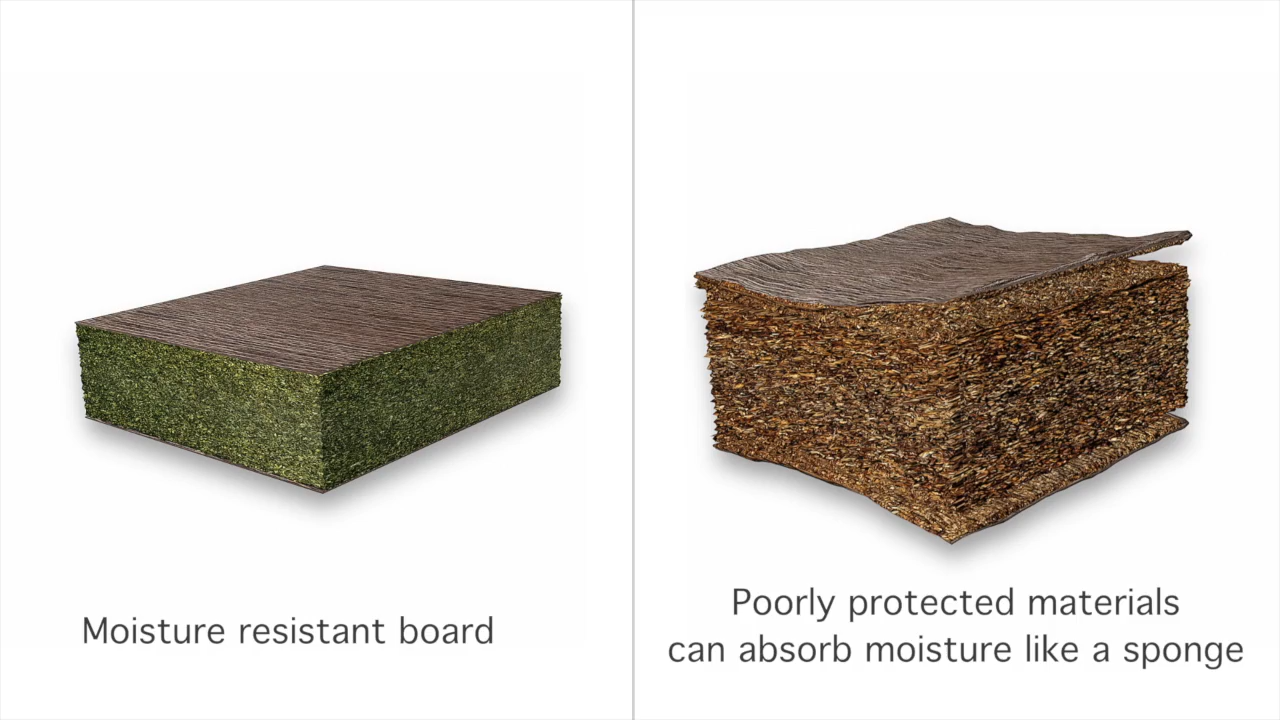 Moisture resistant board
Poorly protected materials
can absorb moisture like a sponge